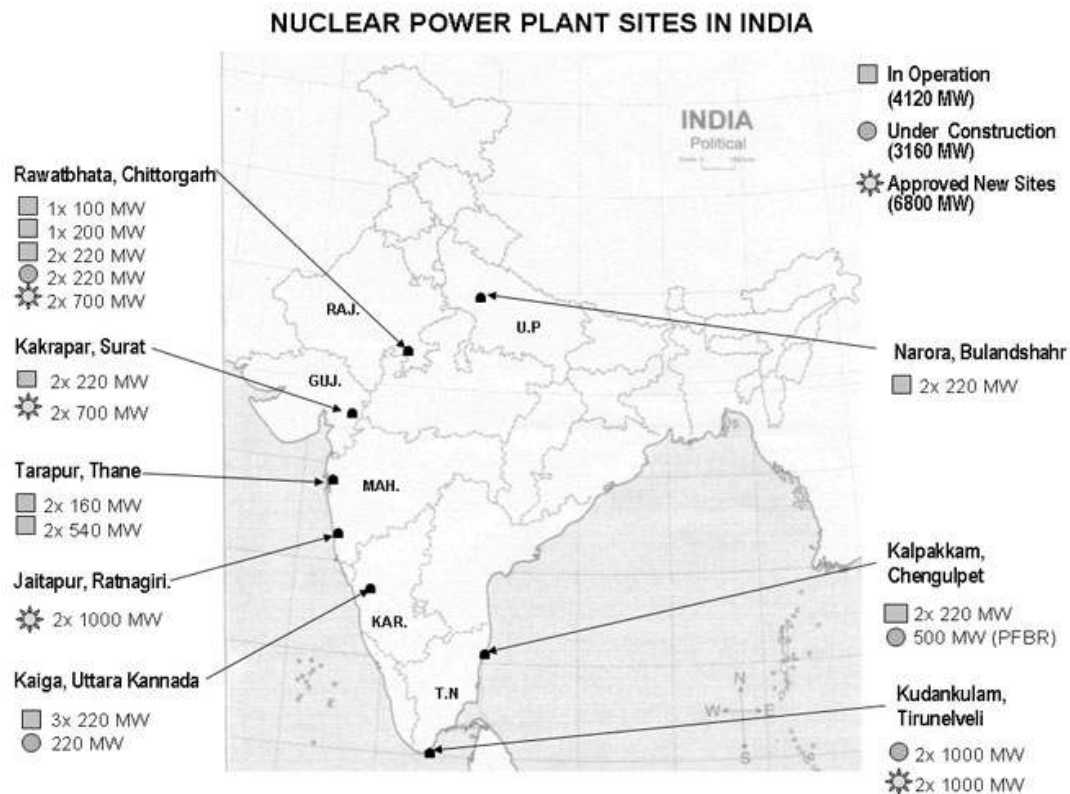 NUCLEAR POWER PLANT SITES IN INDIA
In Operation
(4120 MW)
Under Construction
(3160 MW)
Approved New Sites
(6800 MW)
INDIA
Political
Rawatbhata, Chittorgarh
1x 100 MW
1x 200 MW
2x 220 MW
2x 220 MW
2x 700 MW
Kakrapar, Surat
2x 220 MW
2x 700 MW
Tarapur, Thane
2x 160 MW
2x 540 MW
Jaitapur, Ratnagiri.
2x 1000 MW
Kaiga, Uttara Kannada
3x 220 MW
220 MW
RAJ.
U.P
GUJ.
MAH.
KAR.
T.N
Narora, Bulandshahr
2x 220 MW
Kalpakkam,
Chengulpet
2x 220 MW
500 MW (PFBR)
N
W
S
Kudankulam,
Tirunelveli
2x 1000 MW
2x 1000 MW